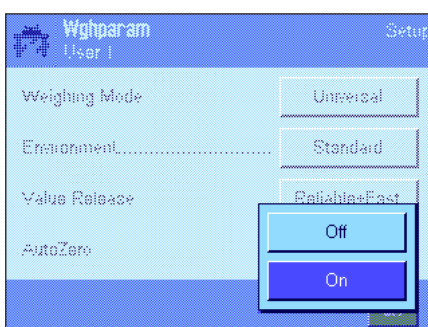 Wghparam
User 1
Setup
Weighing Mode
Universal
Environment
Standard
Value Release
Reliable+Fast
AutoZero
Off
On